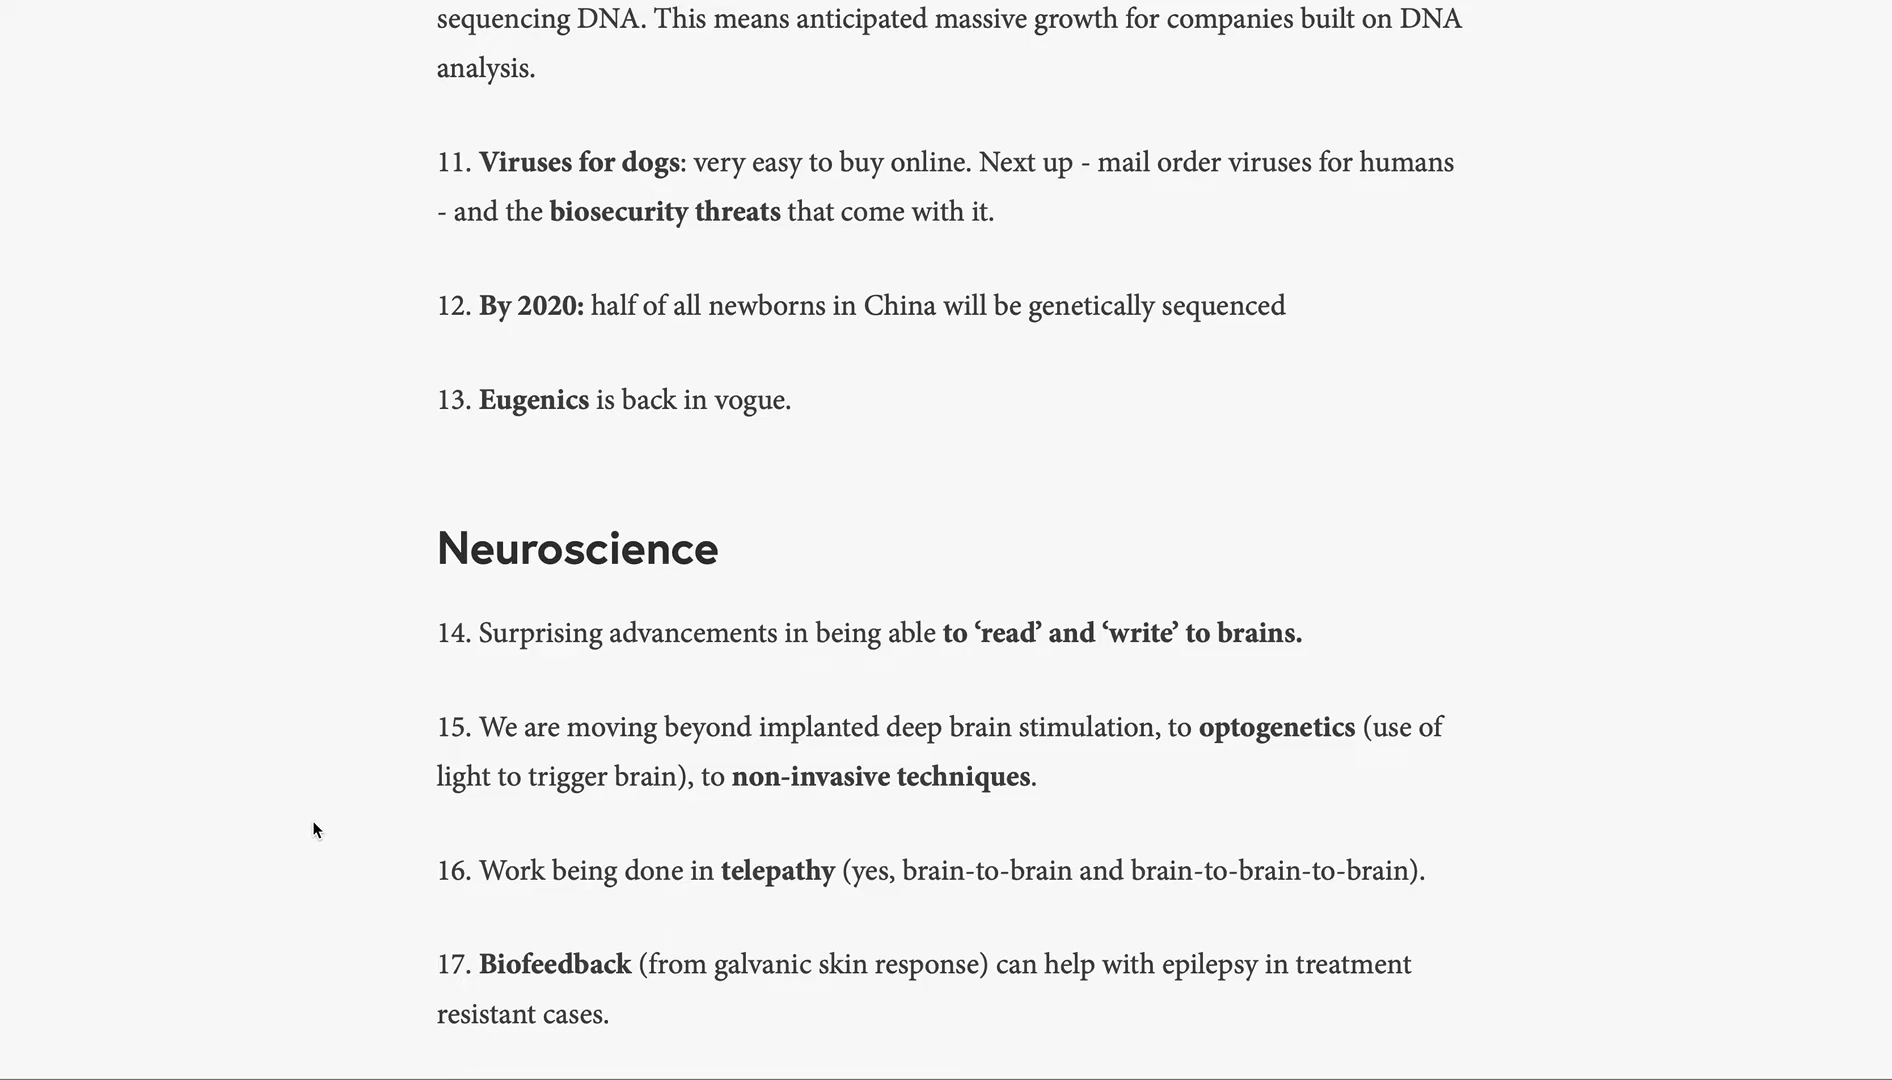 sequencing DNA. This means anticipated massive growth for companies built on DNA
analysis.
11. Viruses for dogs: very easy to buy online. Next up - mail order viruses for humans
- and the biosecurity threats that come with it.
12. By 2020: half of all newborns in China will be genetically sequenced
13. Eugenics is back in vogue.
Neuroscience
14. Surprising advancements in being able to ‘read’ and ‘write’ to brains.
15. We are moving beyond implanted deep brain stimulation, to optogenetics (use of
light to trigger brain), to non-invasive techniques.
16. Work being done in telepathy (yes, brain-to-brain and brain-to-brain-to-brain).
17. Biofeedback (from galvanic skin response) can help with epilepsy in treatment
resistant cases.